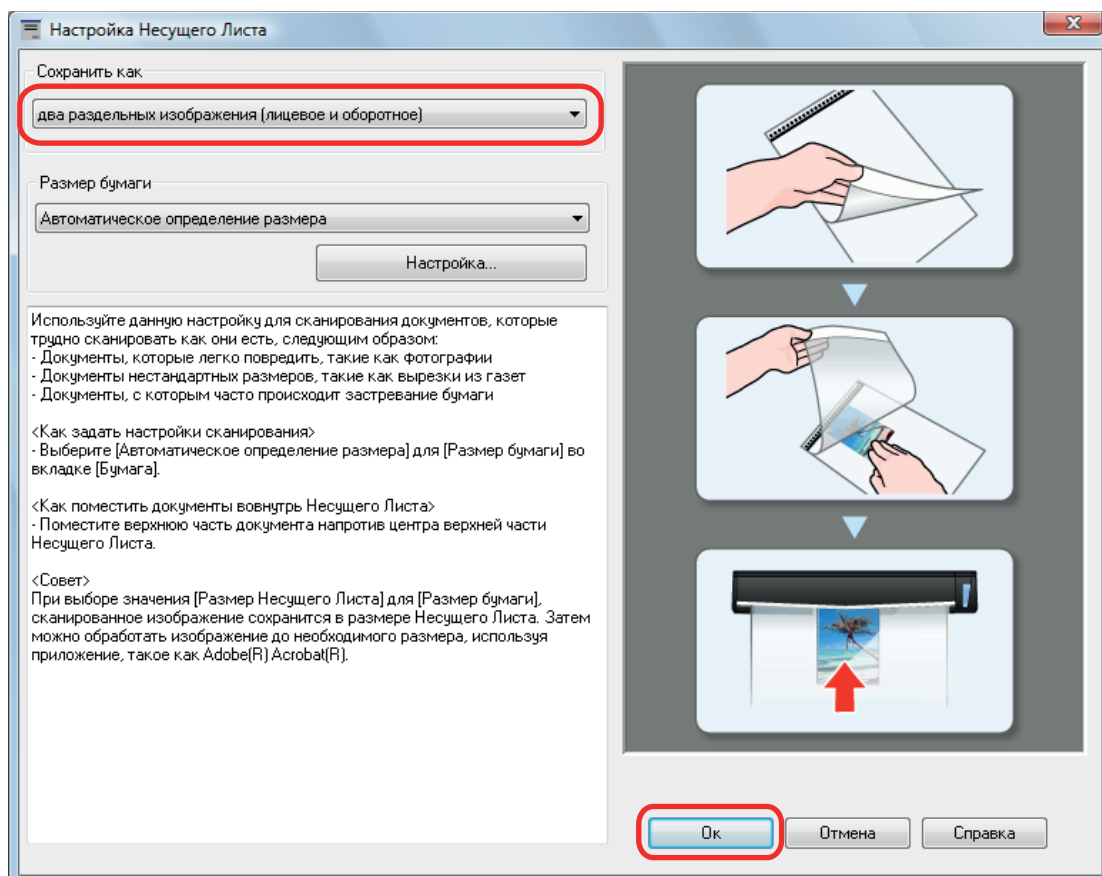 Настройка Несущего Листа
Сохранить как
два раздельных изображения (лицевое и оборотное)
Размер бумаги
Автоматическое определение размера
Настройка...
Используйте данную настройку для сканирования документов, которые
трудно сканировать как они есть, следующим образом:
- Документы, которые легко повредить, такие как фотографии
- Документы нестандартных размеров, такие как вырезки из газет
- Документы, с которым часто происходит застревание бумаги
<Как задать настройки сканирования>
- Выберите [Автоматическое определение размера] для [Размер бумаги] во
вкладке [Бумага].
<Как поместить документы вовнутрь Несущего Листа>
- Поместите верхнюю часть документа напротив центра верхней части
Несущего Листа.
<Совет>
При выборе значения [Размер Несущего Листа] для [Размер бумаги],
сканированное изображение сохранится в размере Несущего Листа. Затем
можно обработать изображение до необходимого размера, используя
приложение, такое как Adobe(R) Acrobat(R).
Ок
Отмена
Справка